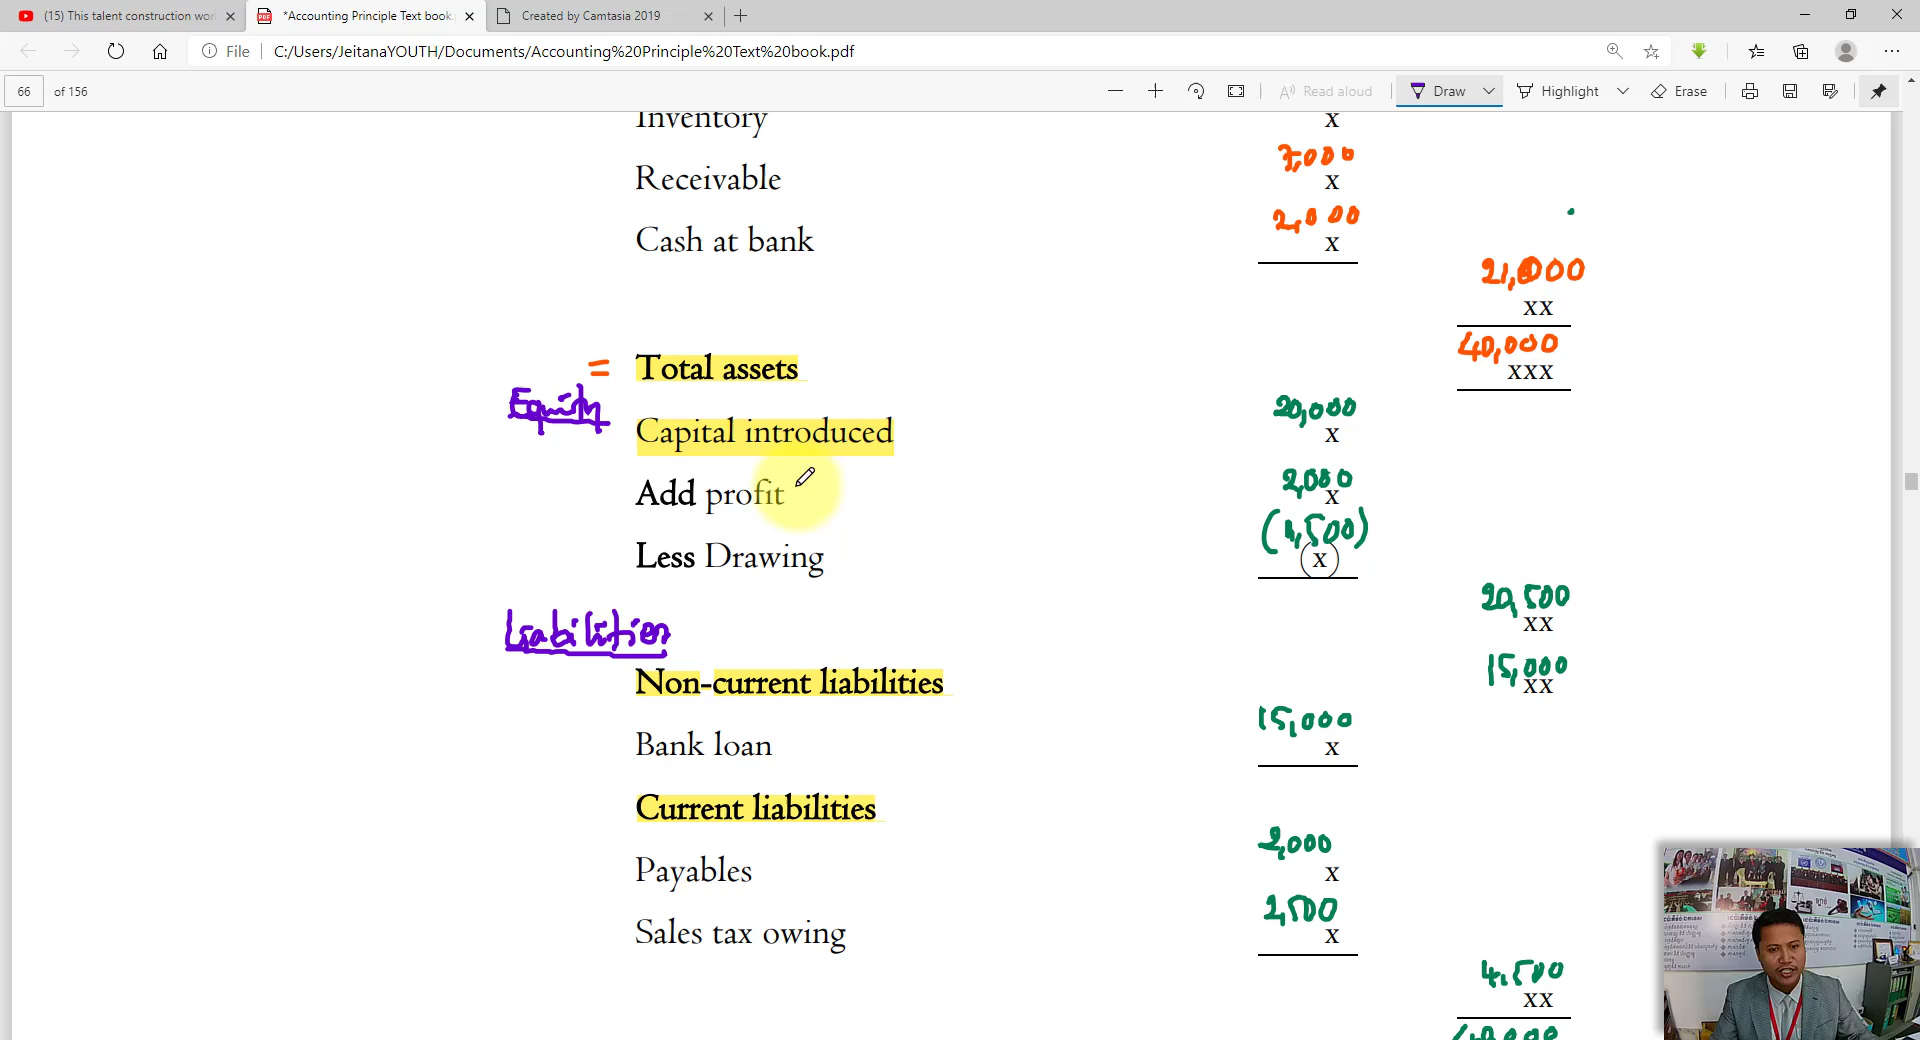 (15) This talent construction wor
*Accounting Principle Text book.
Created by Camtasia 2019
File
C:/Users/JeitanaYOUTH/Documents/Accounting%20Principle%20Text%20book.pdf
66 of 156
Read aloud
Draw
Highlight
Erase
Inventory x
7,000
Receivable x
2,000
Cash at bank x
21,000
xx
= Total assets 40,000
xxx
Equity
20,000
Capital introduced x
2,000
Add profit x
(1,500)
Less Drawing (x)
20,500
xx
Liabilities
15,000
Non-current liabilities xx
15,000
Bank loan x
Current liabilities
2,000
Payables x
2,500
Sales tax owing x
4,500
xx